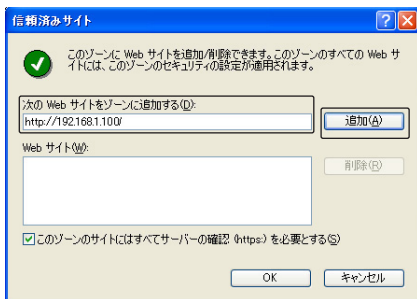 信頼済みサイト
このゾーンに Web サイトを追加/削除できます。このゾーンのすべての Web サ
イトには、このゾーンのセキュリティの設定が適用されます。
次の Web サイトをゾーンに追加する(D):
http://192.168.1.100/
追加(A)
Web サイト(W):
削除(R)
このゾーンのサイトにはすべてサーバーの確認 (https:) を必要とする(S)
OK
キャンセル